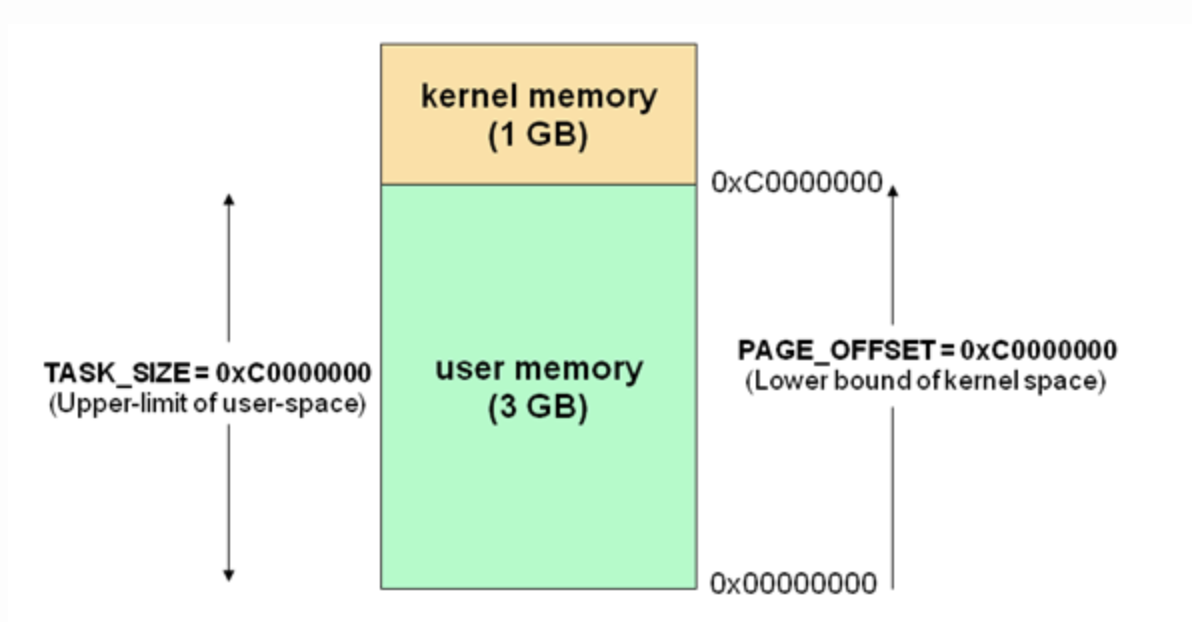 kernel memory
(1 GB)
0xC0000000
TASK_SIZE = 0xC0000000
(Upper-limit of user-space)
user memory
(3 GB)
PAGE_OFFSET = 0xC0000000
(Lower bound of kernel space)
0x00000000